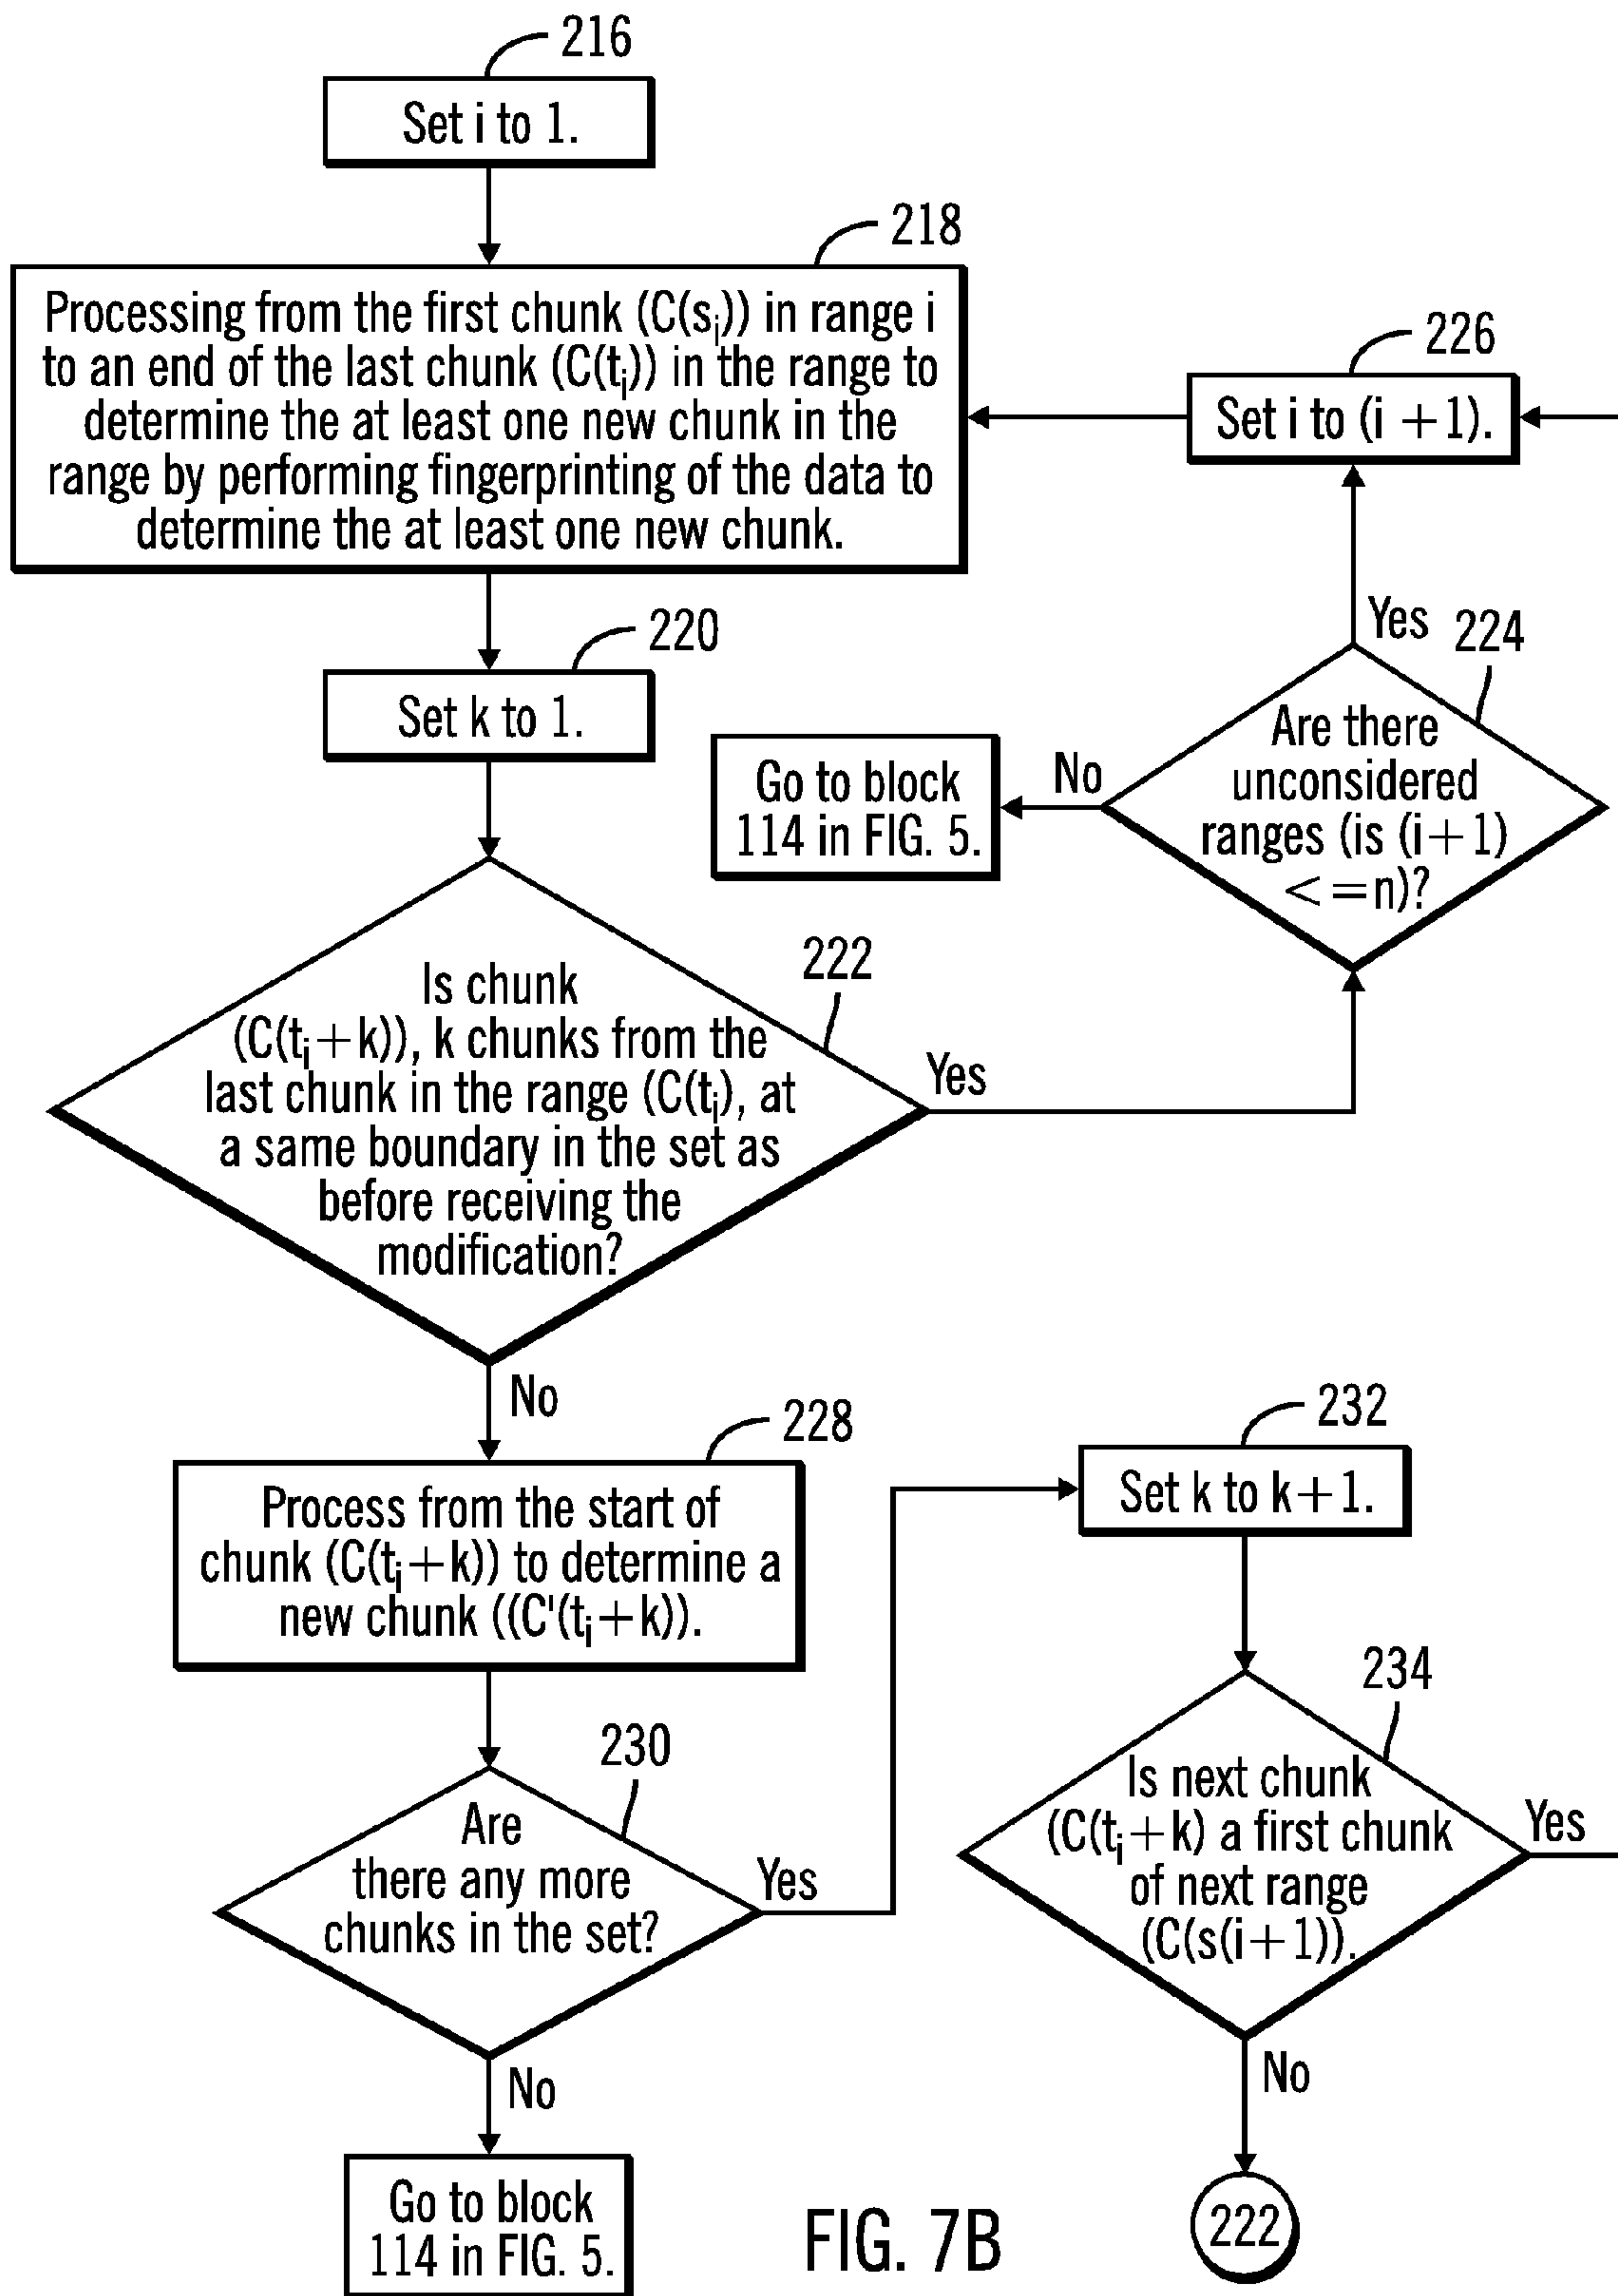 216
Set i to 1.
218
Processing from the first chunk (C(sᵢ)) in range i
to an end of the last chunk (C(tᵢ)) in the range to
determine the at least one new chunk in the
range by performing fingerprinting of the data to
determine the at least one new chunk.
226
Set i to (i +1).
220
Set k to 1.
Yes
224
Are there
unconsidered
ranges (is (i+1)
<=n)?
No
Go to block
114 in FIG. 5.
222
Is chunk
(C(tᵢ+k)), k chunks from the
last chunk in the range (C(tᵢ), at
a same boundary in the set as
before receiving the
modification?
Yes
No
228
Process from the start of
chunk (C(tᵢ+k)) to determine a
new chunk ((C'(tᵢ+k)).
232
Set k to k+1.
230
Are
there any more
chunks in the set?
Yes
234
Is next chunk
(C(tᵢ+k) a first chunk
of next range
(C(s(i+1)).
Yes
No
Go to block
114 in FIG. 5.
No
222
FIG. 7B